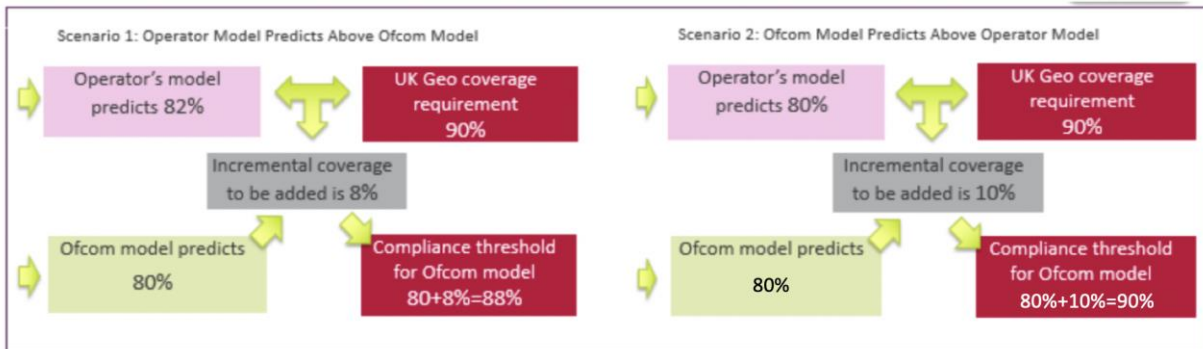 Scenario 1: Operator Model Predicts Above Ofcom Model
Operator's model
predicts 82%
UK Geo coverage
requirement
90%
Incremental coverage
to be added is 8%
Ofcom model predicts
80%
Compliance threshold
for Ofcom model
80+8%=88%
Scenario 2: Ofcom Model Predicts Above Operator Model
Operator's model
predicts 80%
UK Geo coverage
requirement
90%
Incremental coverage
to be added is 10%
Ofcom model predicts
80%
Compliance threshold
for Ofcom model
80%+10%=90%